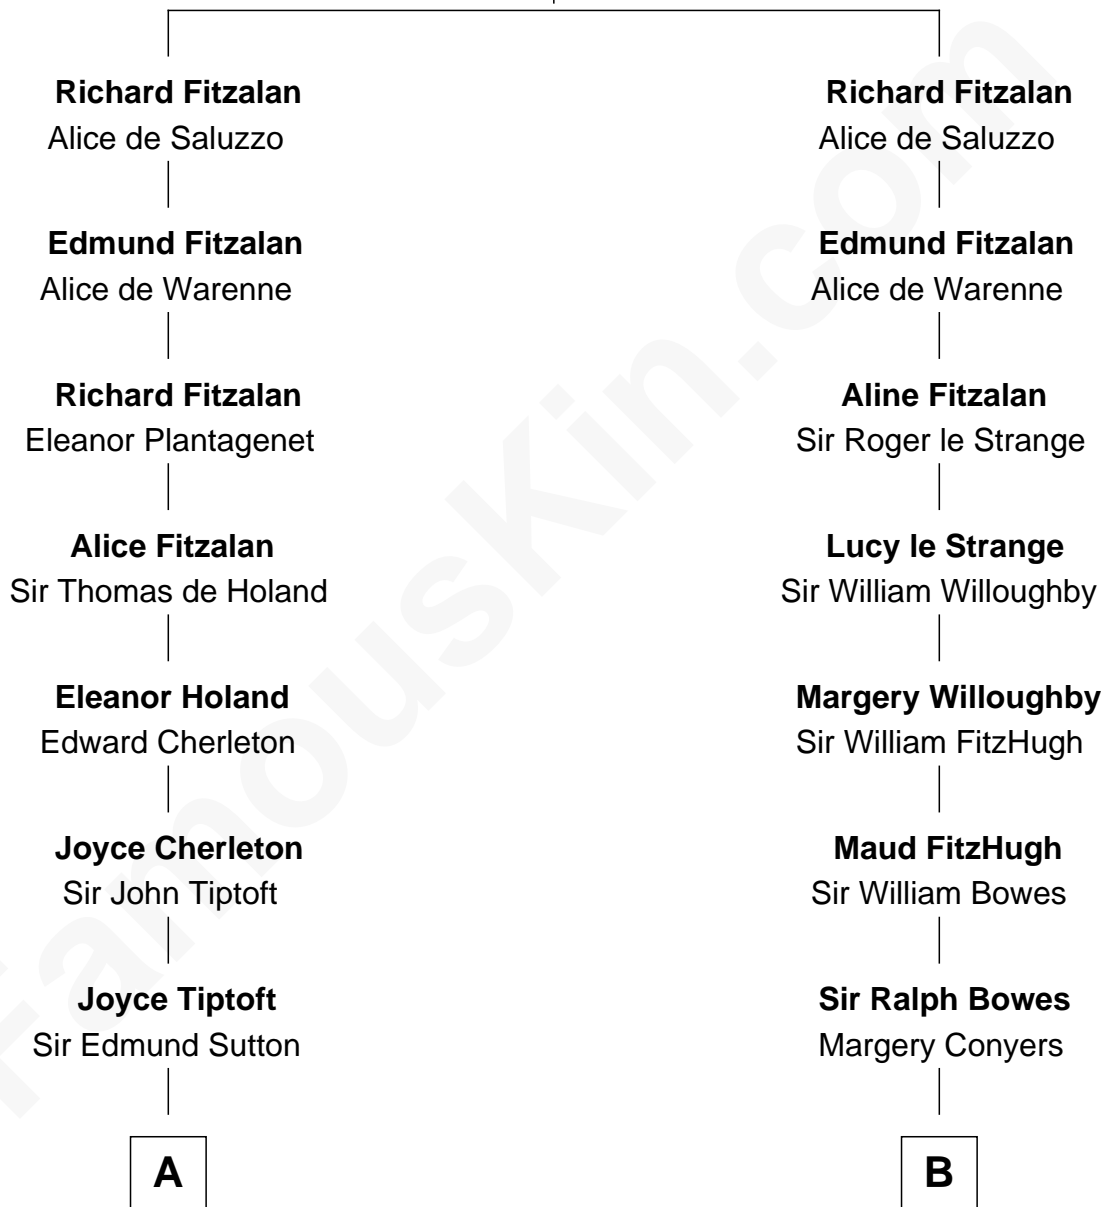 Richard Fitzalan
Alice de Saluzzo
Edmund Fitzalan
Alice de Warenne
Richard Fitzalan
Eleanor Plantagenet
Alice Fitzalan
Sir Thomas de Holand
Eleanor Holand
Edward Cherleton
Joyce Cherleton
Sir John Tiptoft
Joyce Tiptoft
Sir Edmund Sutton
A
Richard Fitzalan
Alice de Saluzzo
Edmund Fitzalan
Alice de Warenne
Aline Fitzalan
Sir Roger le Strange
Lucy le Strange
Sir William Willoughby
Margery Willoughby
Sir William FitzHugh
Maud FitzHugh
Sir William Bowes
Sir Ralph Bowes
Margery Conyers
B
FamousKin.com